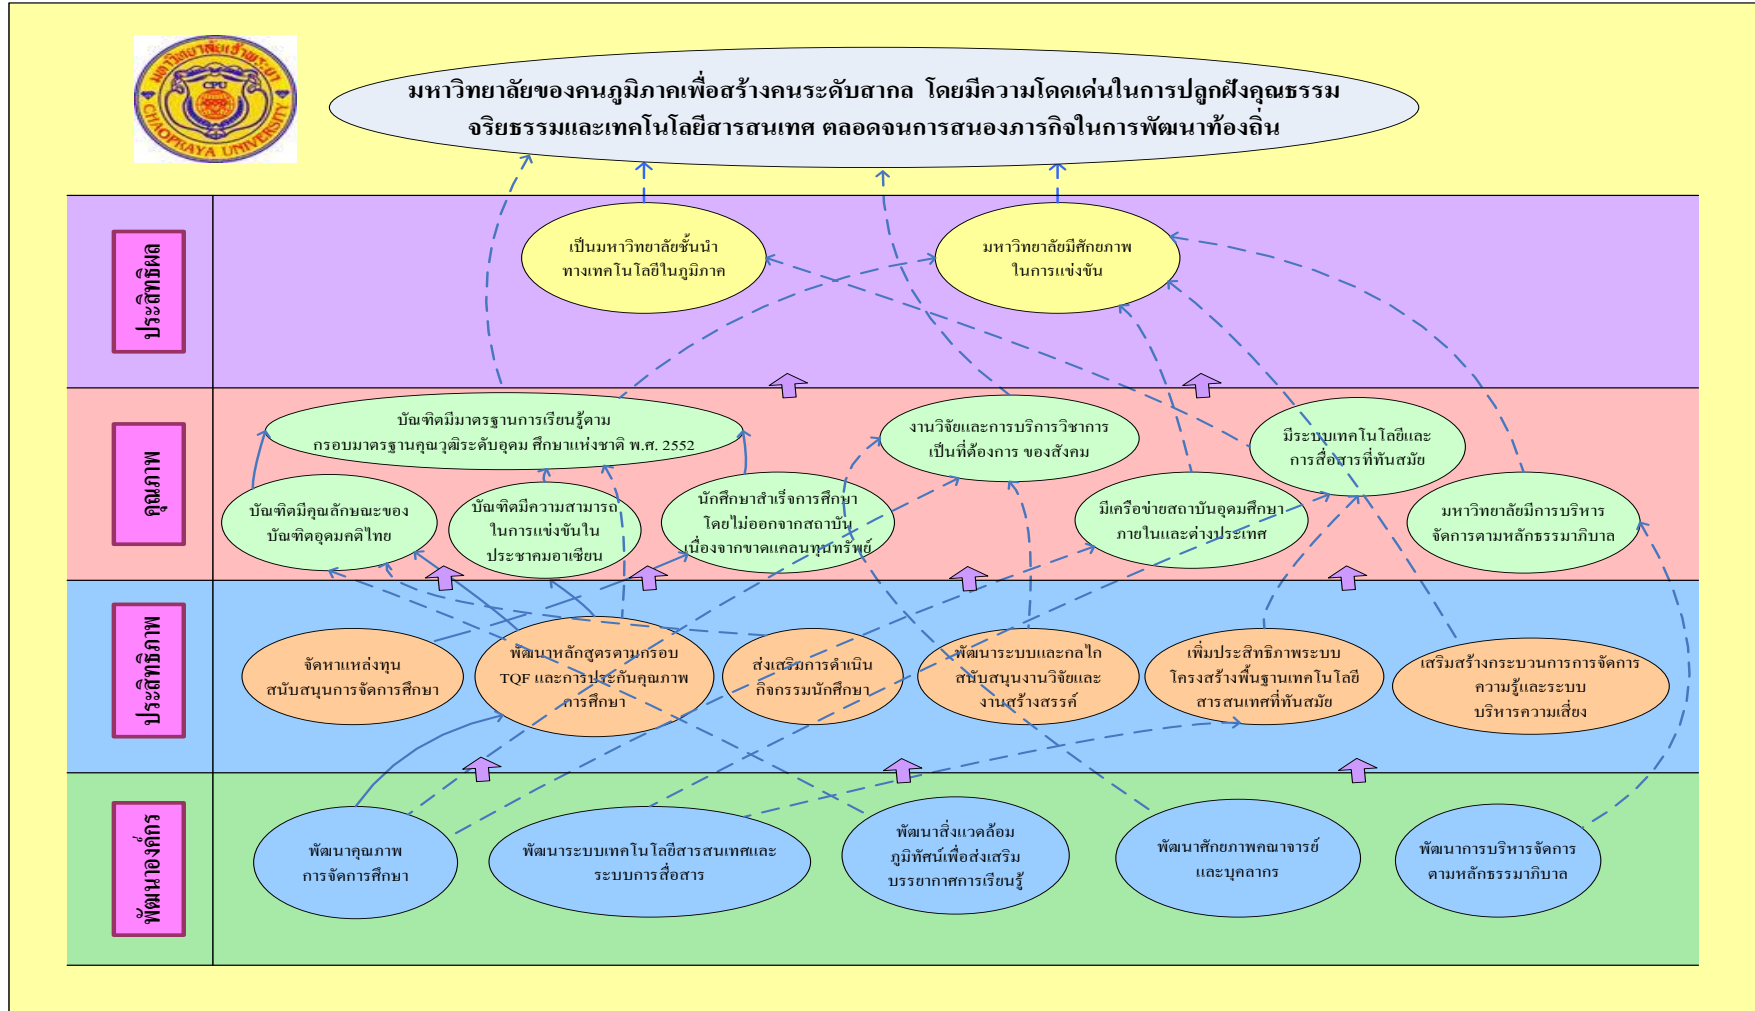 มหาวิทยาลัยเจ้าพระยา
CPU
CHAOPRAYA UNIVERSITY
มหาวิทยาลัยของคนภูมิภาคเพื่อสร้างคนระดับสากล โดยมีความโดดเด่นในการปลูกฝังคุณธรรม
จริยธรรมและเทคโนโลยีสารสนเทศ ตลอดจนการสนองภารกิจในการพัฒนาท้องถิ่น
ประสิทธิผล
เป็นมหาวิทยาลัยชั้นนำ
ทางเทคโนโลยีในภูมิภาค
มหาวิทยาลัยมีศักยภาพ
ในการแข่งขัน
คุณภาพ
บัณฑิตมีมาตรฐานการเรียนรู้ตาม
กรอบมาตรฐานคุณวุฒิระดับอุดม ศึกษาแห่งชาติ พ.ศ. 2552
งานวิจัยและการบริการวิชาการ
เป็นที่ต้องการ ของสังคม
มีระบบเทคโนโลยีและ
การสื่อสารที่ทันสมัย
บัณฑิตมีคุณลักษณะของ
บัณฑิตอุดมคติไทย
บัณฑิตมีความสามารถ
ในการแข่งขันใน
ประชาคมอาเซียน
นักศึกษาสำเร็จการศึกษา
โดยไม่ออกจากสถาบัน
เนื่องจากขาดแคลนทุนทรัพย์
มีเครือข่ายสถาบันอุดมศึกษา
ภายในและต่างประเทศ
มหาวิทยาลัยมีการบริหาร
จัดการตามหลักธรรมาภิบาล
ประสิทธิภาพ
จัดหาแหล่งทุน
สนับสนุนการจัดการศึกษา
พัฒนาหลักสูตรตามกรอบ
TQF และการประกันคุณภาพ
การศึกษา
ส่งเสริมการดำเนิน
กิจกรรมนักศึกษา
พัฒนาระบบและกลไก
สนับสนุนงานวิจัยและ
งานสร้างสรรค์
เพิ่มประสิทธิภาพระบบ
โครงสร้างพื้นฐานเทคโนโลยี
สารสนเทศที่ทันสมัย
เสริมสร้างกระบวนการการจัดการ
ความรู้และระบบ
บริหารความเสี่ยง
พัฒนาองค์กร
พัฒนาคุณภาพ
การจัดการศึกษา
พัฒนาระบบเทคโนโลยีสารสนเทศและ
ระบบการสื่อสาร
พัฒนาสิ่งแวดล้อม
ภูมิทัศน์เพื่อส่งเสริม
บรรยากาศการเรียนรู้
พัฒนาศักยภาพคณาจารย์
และบุคลากร
พัฒนาการบริหารจัดการ
ตามหลักธรรมาภิบาล